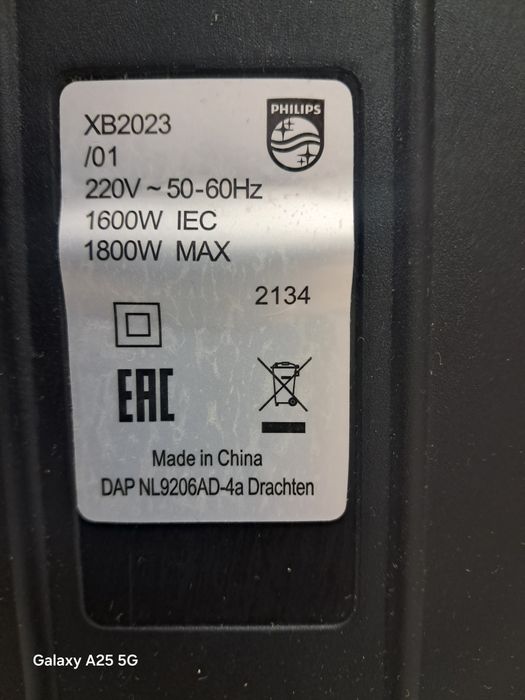 PHILIPS
XB2023
/01
220V ~ 50-60Hz
1600W IEC
1800W MAX
2134
EAC
Made in China
DAP NL9206AD-4a Drachten
Galaxy A25 5G